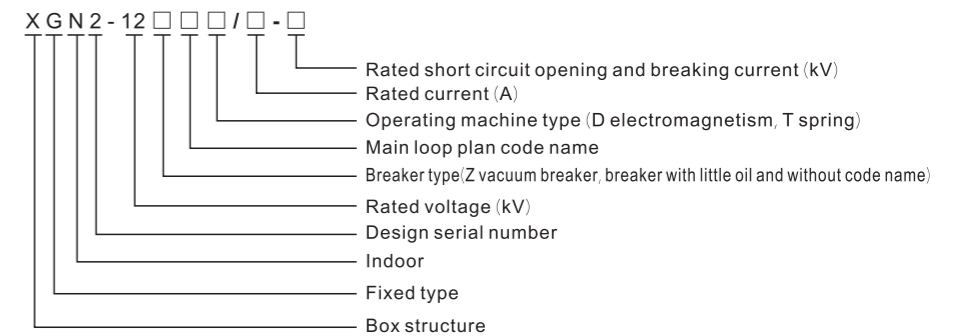 XGN2-12□□□/□-□
Rated short circuit opening and breaking current (kV)
Rated current (A)
Operating machine type (D electromagnetism, T spring)
Main loop plan code name
Breaker type(Z vacuum breaker, breaker with little oil and without code name)
Rated voltage (kV)
Design serial number
Indoor
Fixed type
Box structure